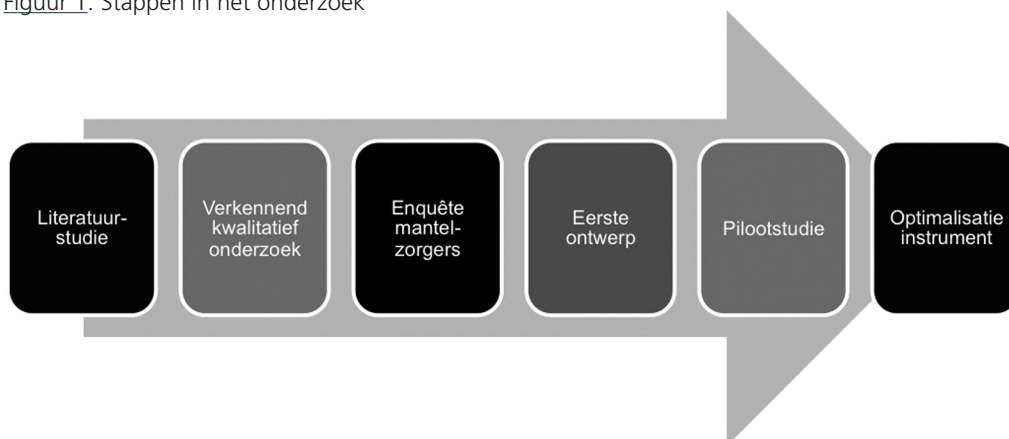 Figuur 1. Stappen in het onderzoek
Literatuur-
studie
Verkennend
kwalitatief
onderzoek
Enquête
mantel-
zorgers
Eerste
ontwerp
Pilootstudie
Optimalisatie
instrument